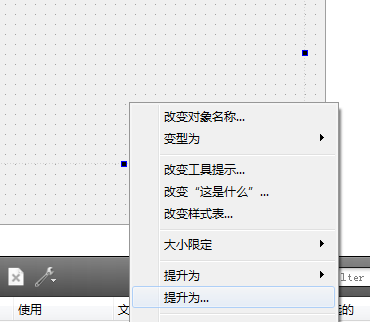 改变对象名称...
变型为
改变工具提示...
改变“这是什么”...
改变样式表...
大小限定
提升为
lter
提升为...
使用
文
的